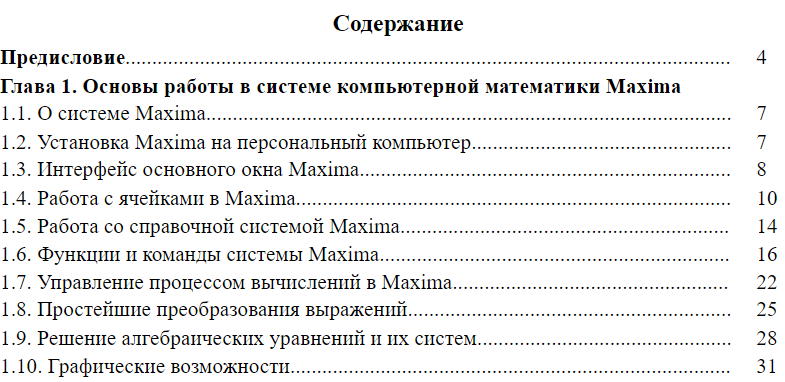 Содержание
Предисловие.................................................................................................................. 4
Глава 1. Основы работы в системе компьютерной математики Maxima
1.1. О системе Maxima................................................................................................... 7
1.2. Установка Maxima на персональный компьютер................................................ 7
1.3. Интерфейс основного окна Maxima...................................................................... 8
1.4. Работа с ячейками в Maxima.................................................................................. 10
1.5. Работа со справочной системой Maxima.............................................................. 14
1.6. Функции и команды системы Maxima.................................................................. 16
1.7. Управление процессом вычислений в Maxima.................................................... 22
1.8. Простейшие преобразования выражений............................................................. 25
1.9. Решение алгебраических уравнений и их систем................................................ 28
1.10. Графические возможности................................................................................... 31